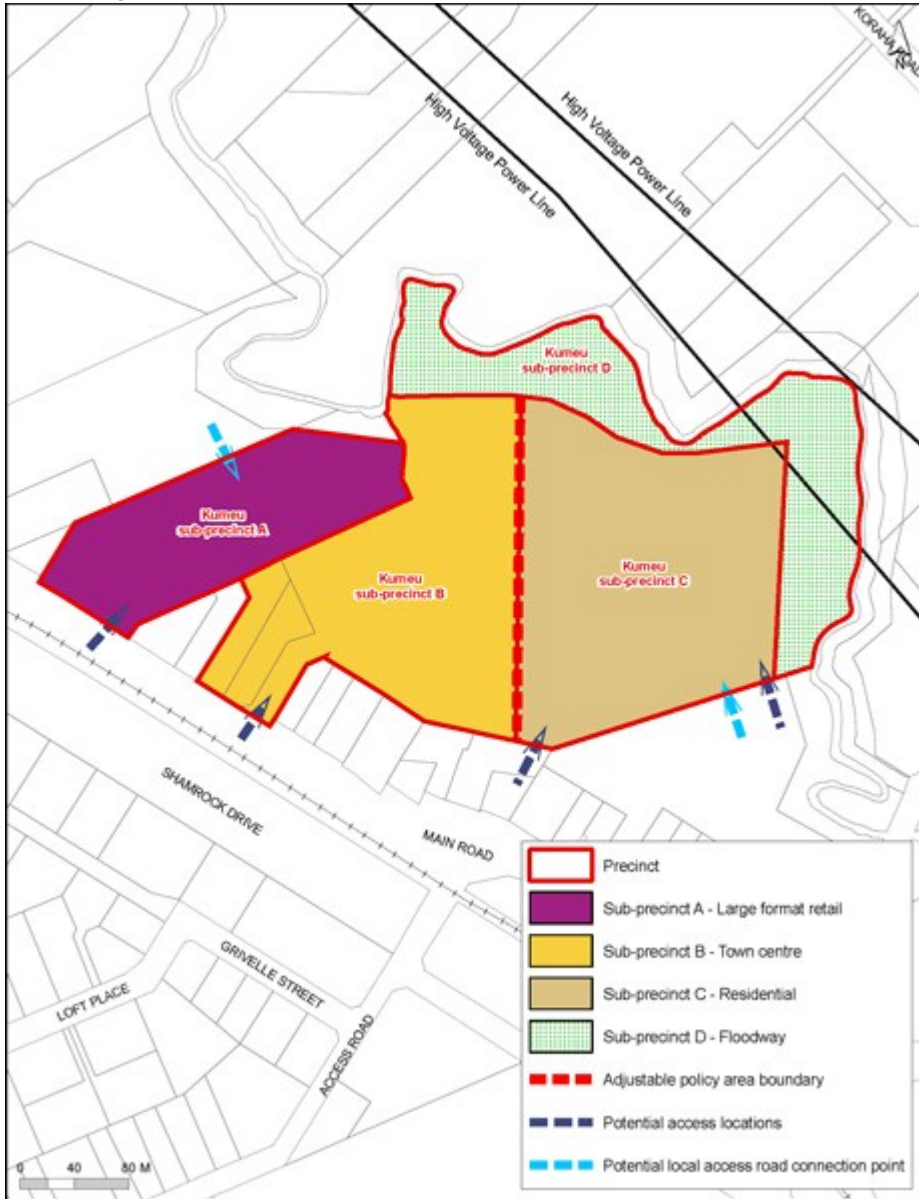 KORAHA ROAD
N
High Voltage Power Line
High Voltage Power Line
Kumeu
sub-precinct D
Kumeu
sub-precinct A
Kumeu
sub-precinct B
Kumeu
sub-precinct C
SHAMROCK DRIVE
MAIN ROAD
GRIVELLE STREET
LOFT PLACE
ACCESS ROAD
Precinct
Sub-precinct A - Large format retail
Sub-precinct B - Town centre
Sub-precinct C - Residential
Sub-precinct D - Floodway
Adjustable policy area boundary
Potential access locations
Potential local access road connection point
0 40 80 M